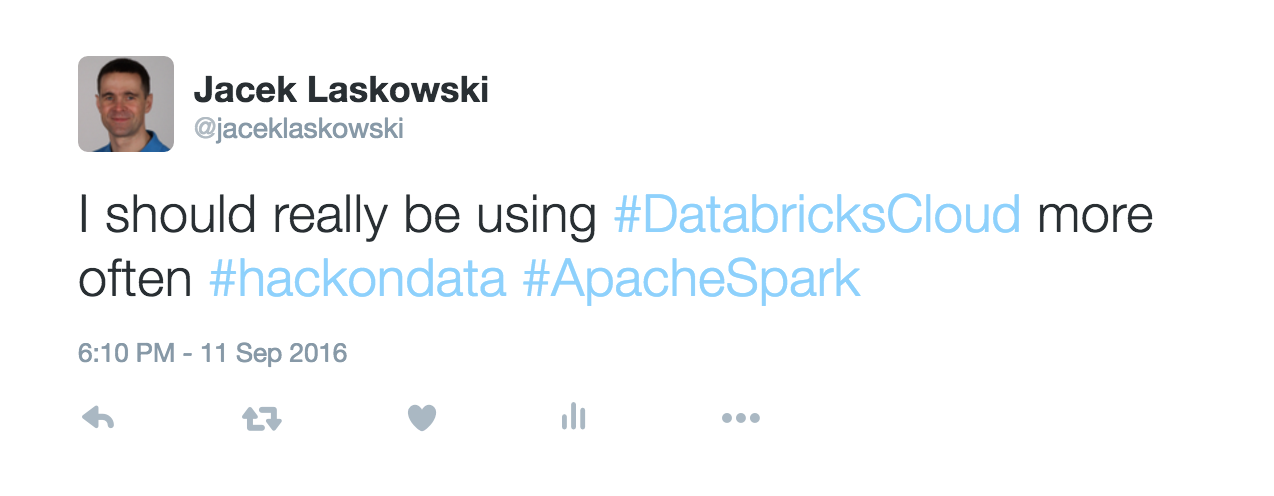 Jacek Laskowski
@jaceklaskowski
I should really be using #DatabricksCloud more
often #hackondata #ApacheSpark
6:10 PM - 11 Sep 2016